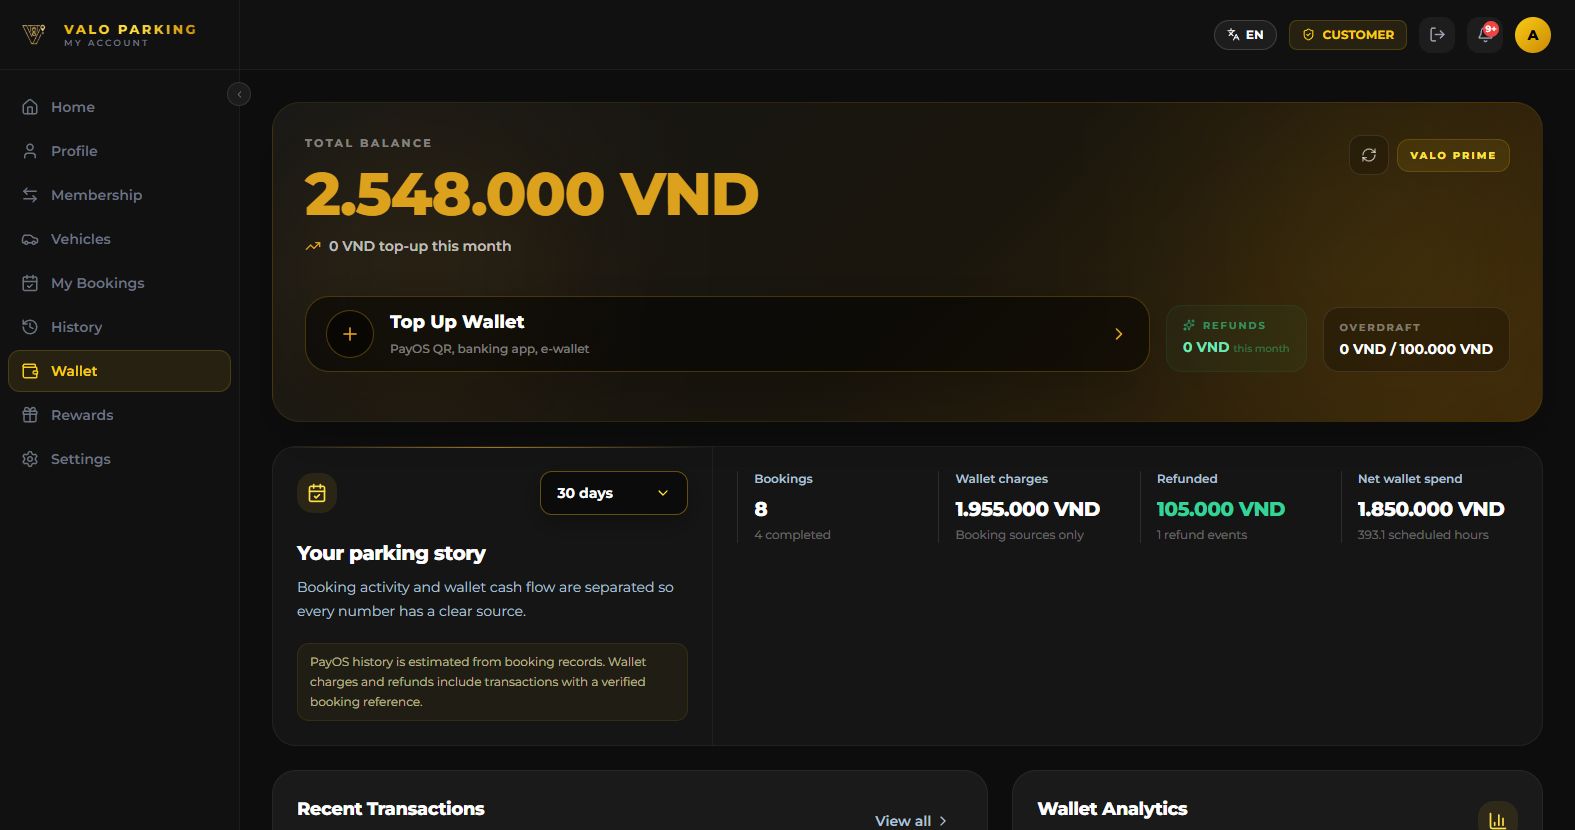 VALO PARKING
MY ACCOUNT
EN
CUSTOMER
9+
A
Home
Profile
Membership
Vehicles
My Bookings
History
Wallet
Rewards
Settings
TOTAL BALANCE
VALO PRIME
2.548.000 VND
0 VND top-up this month
Top Up Wallet
PayOS QR, banking app, e-wallet
REFUNDS
0 VND this month
OVERDRAFT
0 VND / 100.000 VND
30 days
Your parking story
Booking activity and wallet cash flow are separated so
every number has a clear source.
PayOS history is estimated from booking records. Wallet
charges and refunds include transactions with a verified
booking reference.
Bookings
8
4 completed
Wallet charges
1.955.000 VND
Booking sources only
Refunded
105.000 VND
1 refund events
Net wallet spend
1.850.000 VND
393.1 scheduled hours
Recent Transactions
View all
Wallet Analytics